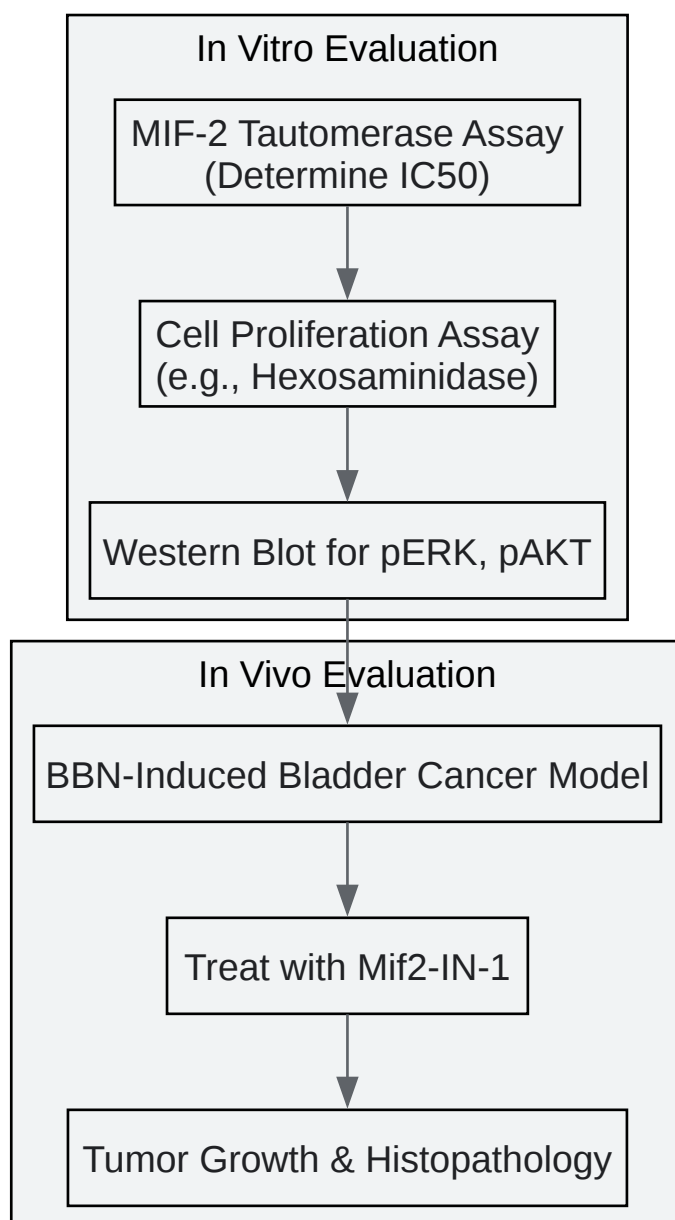 In Vitro Evaluation
MIF-2 Tautomerase Assay
(Determine IC50)
Cell Proliferation Assay
(e.g., Hexosaminidase)
Western Blot for pERK, pAKT
In Vivo Evaluation
BBN-Induced Bladder Cancer Model
Treat with Mif2-IN-1
Tumor Growth & Histopathology